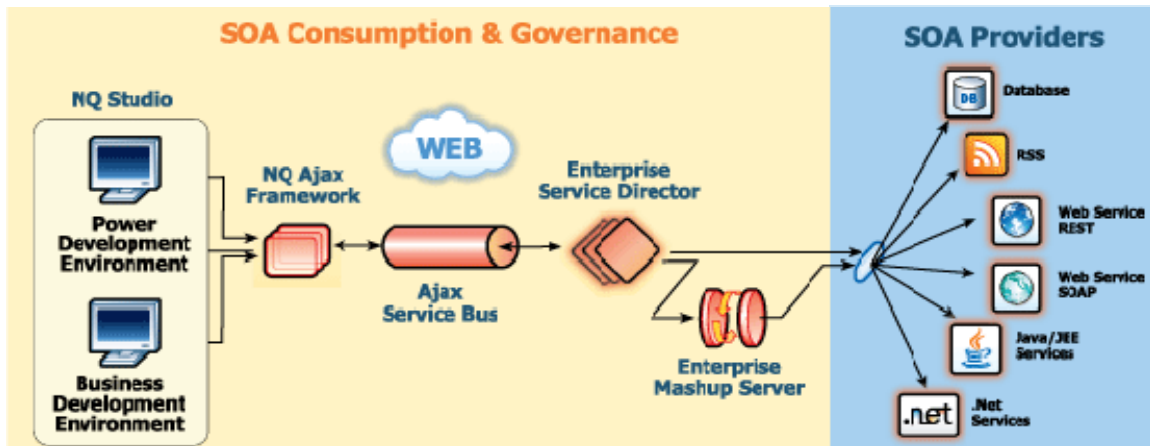 SOA Consumption & Governance
SOA Providers
NQ Studio
Power
Development
Environment
Business
Development
Environment
NQ Ajax
Framework
WEB
Ajax
Service Bus
Enterprise
Service Director
Enterprise
Mashup Server
DB
Database
RSS
Web Service
REST
Web Service
SOAP
Java/JEE
Services
.net
.Net
Services